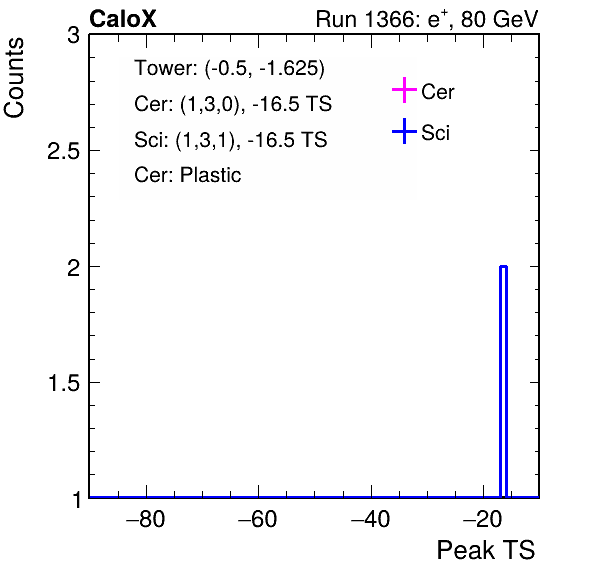 CaloX Run 1366: e+, 80 GeV
Counts
3
2.5
2
1.5
1
Tower: (-0.5, -1.625)
Cer: (1,3,0), -16.5 TS
Sci: (1,3,1), -16.5 TS
Cer: Plastic
Cer
Sci
−80 −60 −40 −20
Peak TS